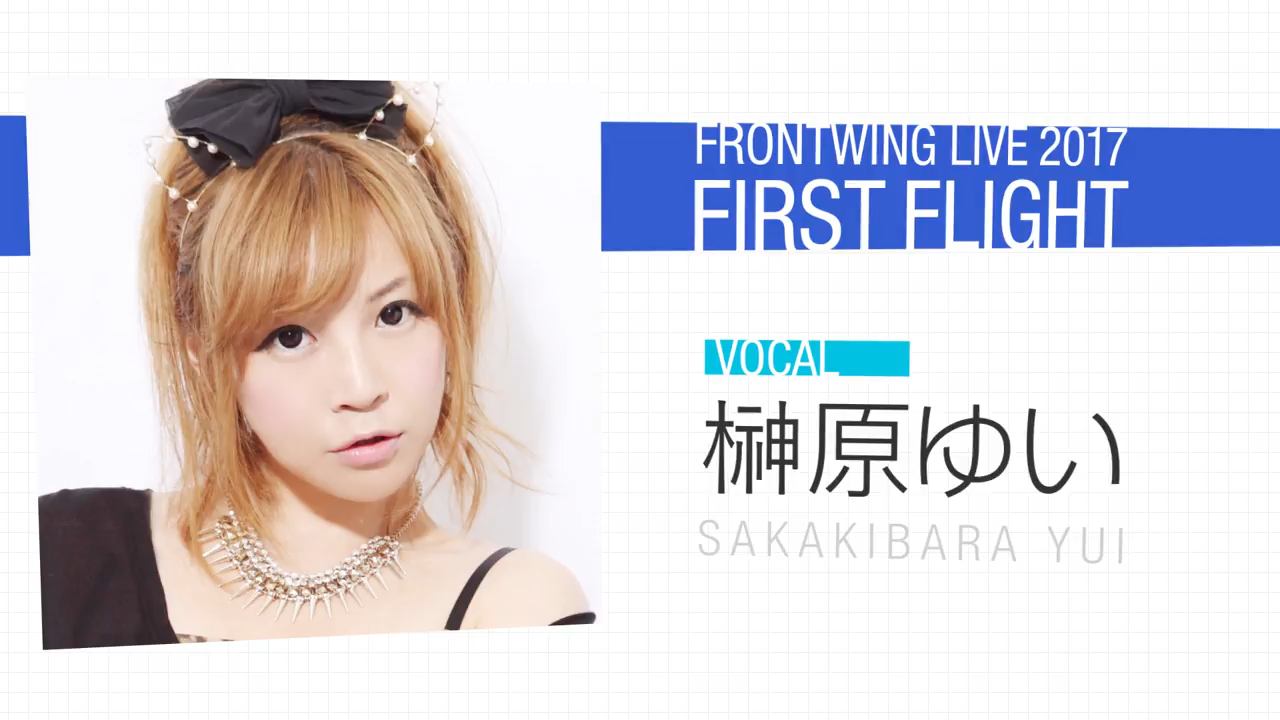 FRONTWING LIVE 2017
FIRST FLIGHT
VOCAL
榊原ゆい
SAKAKIBARA YUI